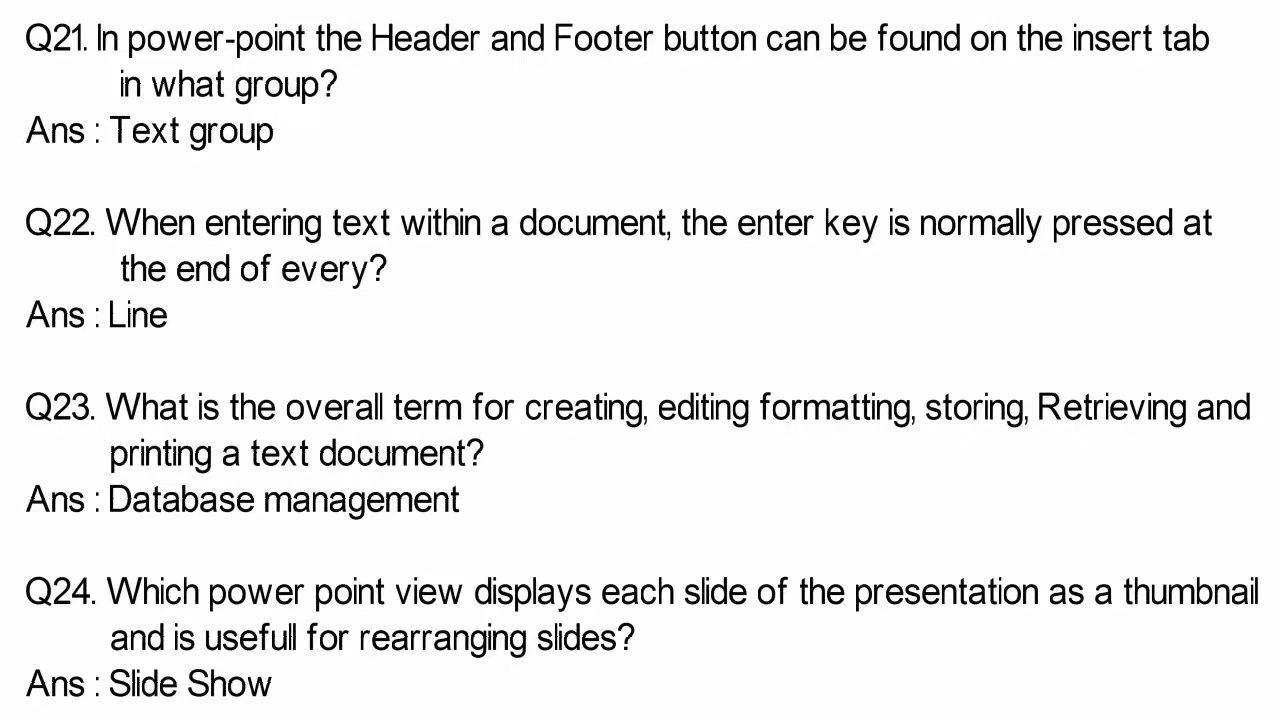 Q21. In power-point the Header and Footer button can be found on the insert tab
in what group?
Ans : Text group
Q22. When entering text within a document, the enter key is normally pressed at
the end of every?
Ans : Line
Q23. What is the overall term for creating, editing formatting, storing, Retrieving and
printing a text document?
Ans : Database management
Q24. Which power point view displays each slide of the presentation as a thumbnail
and is usefull for rearranging slides?
Ans : Slide Show